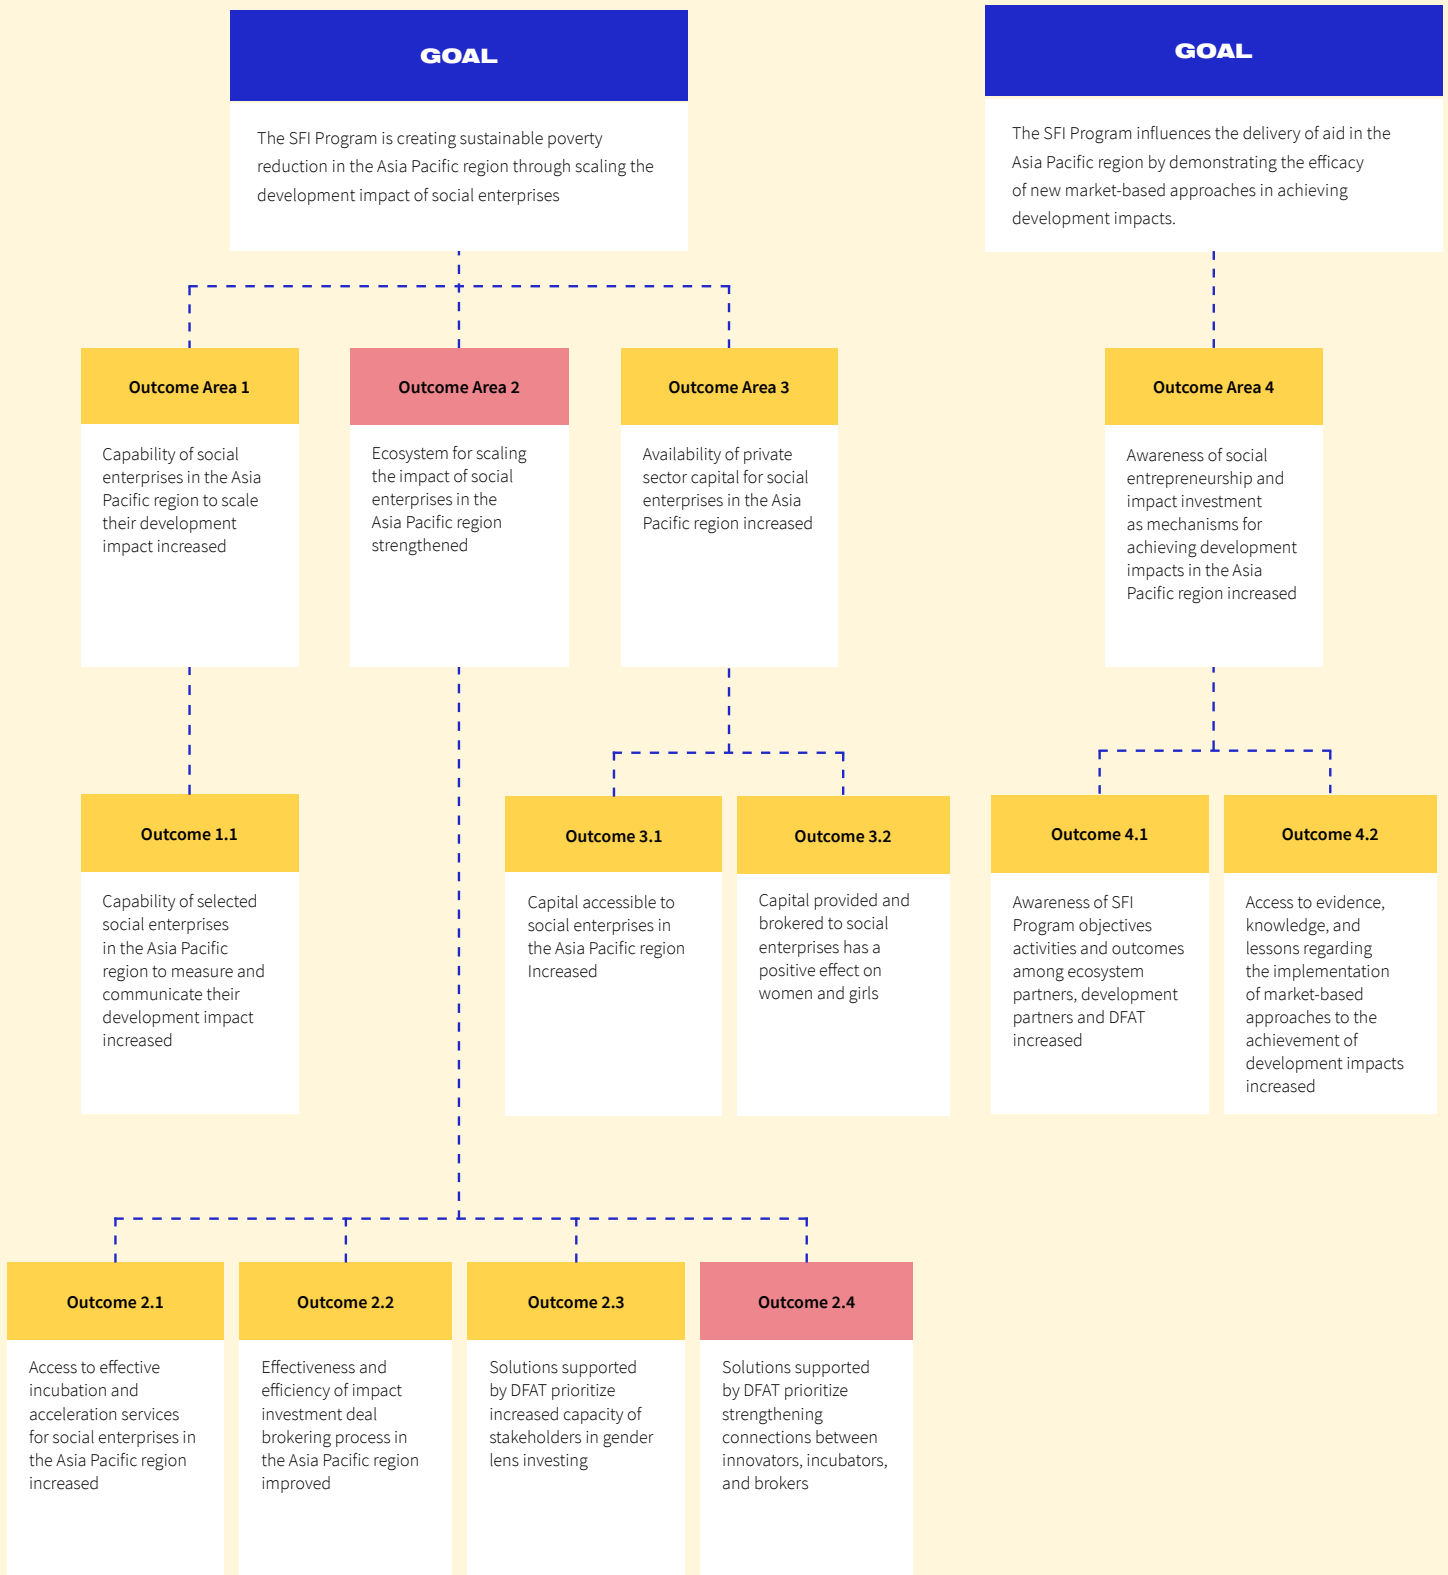 GOAL
The SFI Program is creating sustainable poverty
reduction in the Asia Pacific region through scaling the
development impact of social enterprises
GOAL
The SFI Program influences the delivery of aid in the
Asia Pacific region by demonstrating the efficacy
of new market-based approaches in achieving
development impacts.
Outcome Area 1
Capability of social
enterprises in the Asia
Pacific region to scale
their development
impact increased
Outcome Area 2
Ecosystem for scaling
the impact of social
enterprises in the
Asia Pacific region
strengthened
Outcome Area 3
Availability of private
sector capital for social
enterprises in the Asia
Pacific region increased
Outcome Area 4
Awareness of social
entrepreneurship and
impact investment
as mechanisms for
achieving development
impacts in the Asia
Pacific region increased
Outcome 1.1
Capability of selected
social enterprises
in the Asia Pacific
region to measure and
communicate their
development impact
increased
Outcome 3.1
Capital accessible to
social enterprises in
the Asia Pacific region
Increased
Outcome 3.2
Capital provided and
brokered to social
enterprises has a
positive effect on
women and girls
Outcome 4.1
Awareness of SFI
Program objectives
activities and outcomes
among ecosystem
partners, development
partners and DFAT
increased
Outcome 4.2
Access to evidence,
knowledge, and
lessons regarding
the implementation
of market-based
approaches to the
achievement of
development impacts
increased
Outcome 2.1
Access to effective
incubation and
acceleration services
for social enterprises in
the Asia Pacific region
increased
Outcome 2.2
Effectiveness and
efficiency of impact
investment deal
brokering process in
the Asia Pacific region
improved
Outcome 2.3
Solutions supported
by DFAT prioritize
increased capacity of
stakeholders in gender
lens investing
Outcome 2.4
Solutions supported
by DFAT prioritize
strengthening
connections between
innovators, incubators,
and brokers